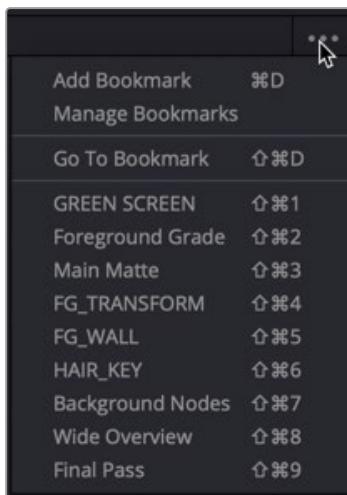 Add Bookmark ⌘D
Manage Bookmarks
Go To Bookmark ⇧⌘D
GREEN SCREEN ⇧⌘1
Foreground Grade ⇧⌘2
Main Matte ⇧⌘3
FG_TRANSFORM ⇧⌘4
FG_WALL ⇧⌘5
HAIR_KEY ⇧⌘6
Background Nodes ⇧⌘7
Wide Overview ⇧⌘8
Final Pass ⇧⌘9